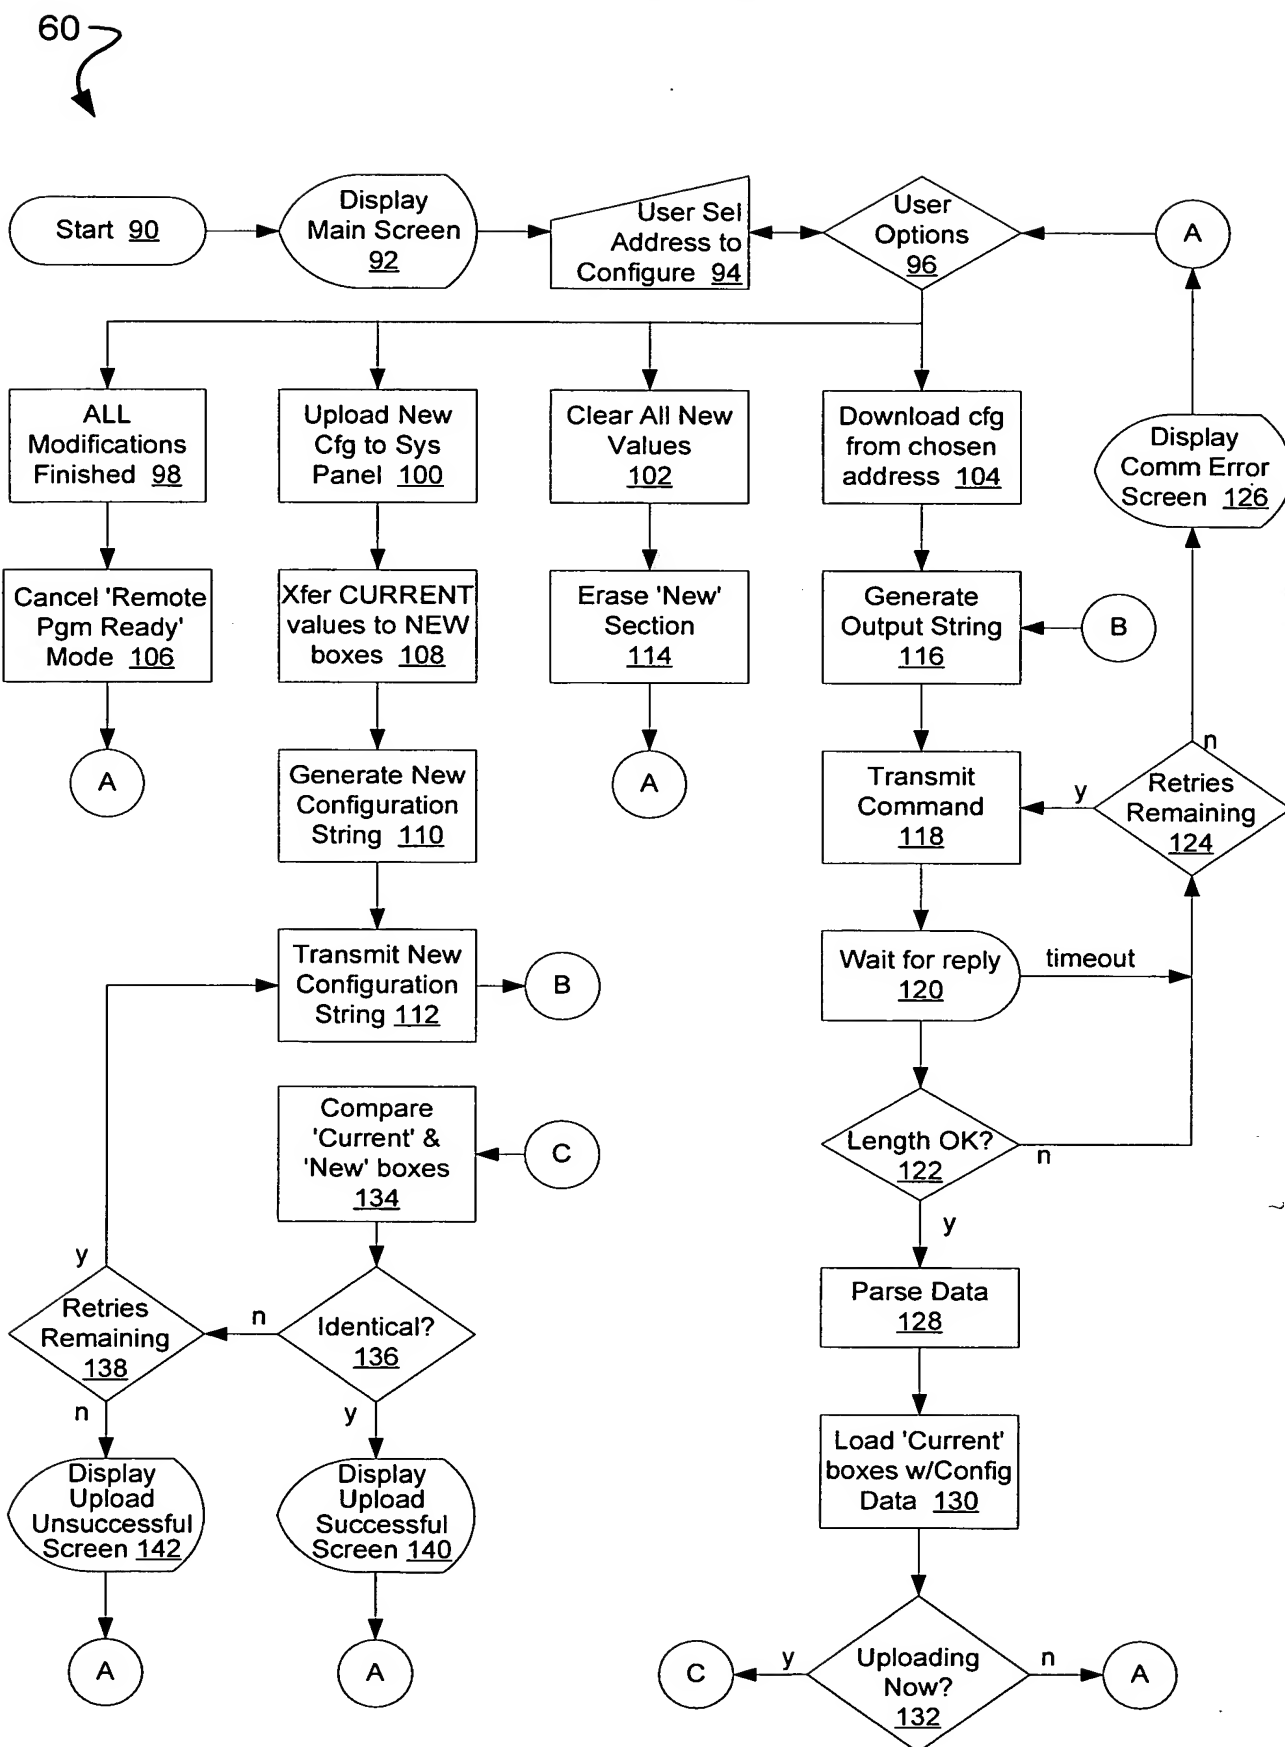 60
Start 90
Display
Main Screen
92
User Sel
Address to
Configure 94
User
Options
96
A
ALL
Modifications
Finished 98
Upload New
Cfg to Sys
Panel 100
Clear All New
Values
102
Download cfg
from chosen
address 104
Display
Comm Error
Screen 126
Cancel 'Remote
Pgm Ready'
Mode 106
Xfer CURRENT
values to NEW
boxes 108
Erase 'New'
Section
114
Generate
Output String
116
B
A
Generate New
Configuration
String 110
A
Transmit
Command
118
y
n
Retries
Remaining
124
Transmit New
Configuration
String 112
B
Wait for reply
120
timeout
Compare
'Current' &
'New' boxes
134
C
Length OK?
122
n
y
y
Retries
Remaining
138
n
Identical?
136
Parse Data
128
n
y
Display
Upload
Unsuccessful
Screen 142
Display
Upload
Successful
Screen 140
Load 'Current'
boxes w/Config
Data 130
A
A
C
y
Uploading
Now?
132
n
A